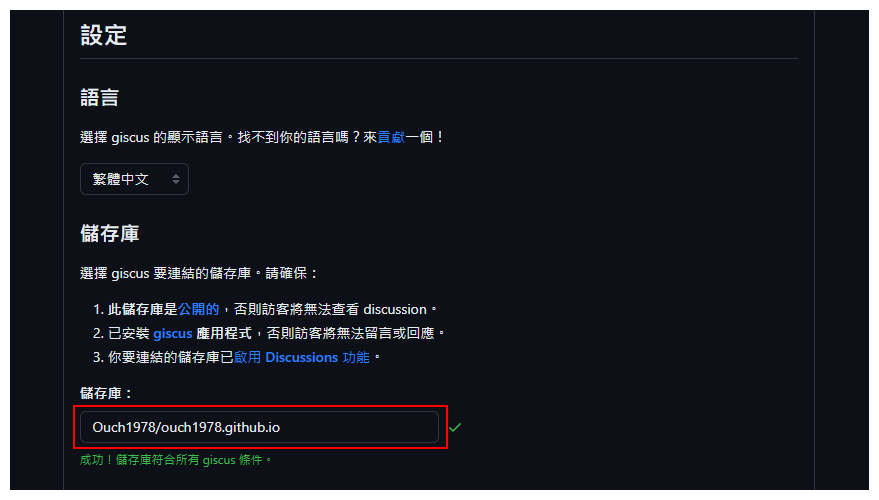 設定
語言
選擇 giscus 的顯示語言。找不到你的語言嗎？來貢獻一個！
繁體中文
儲存庫
選擇 giscus 要連結的儲存庫。請確保：
1. 此儲存庫是公開的，否則訪客將無法查看 discussion。
2. 已安裝 giscus 應用程式，否則訪客將無法留言或回應。
3. 你要連結的儲存庫已啟用 Discussions 功能。
儲存庫：
Ouch1978/ouch1978.github.io
成功！儲存庫符合所有 giscus 條件。